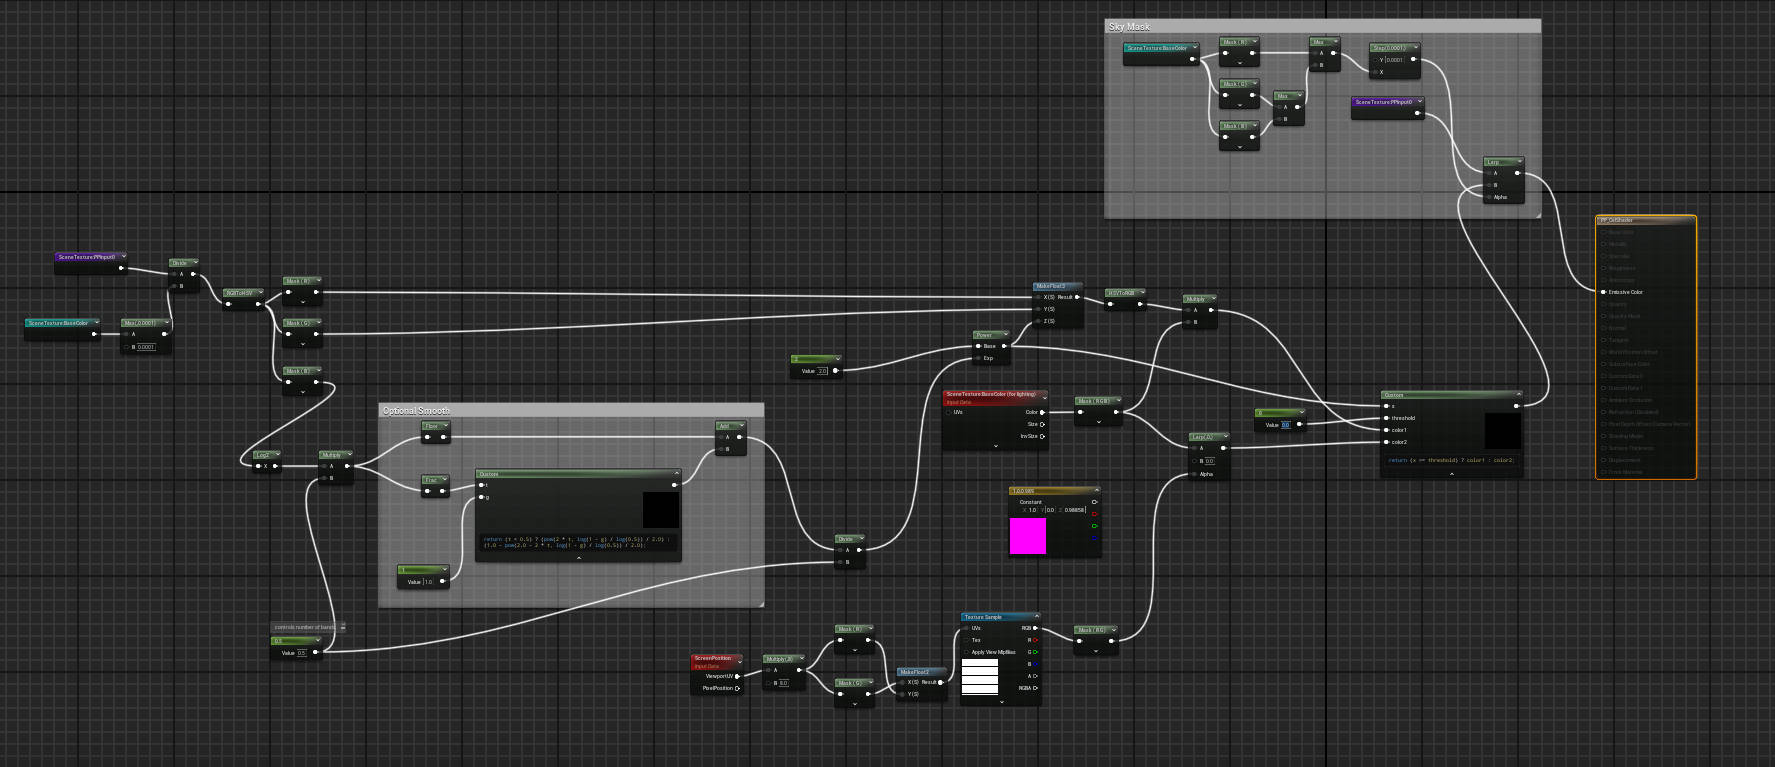 Sky Mask
SceneTexture:BaseColor
Mask ( R )
Max
A
B
Step(0.0001)
Y 0.0001
X
Mask ( G )
Max
A
B
SceneTexture:PPInput0
Mask ( B )
Lerp
A
B
Alpha
PP_CelShader
Emissive Color
SceneTexture:PPInput0
Divide
A
B
RGBToHSV
Mask ( R )
SceneTexture:BaseColor
Max(,0.0001)
A
B 0.0001
Mask ( G )
Mask ( B )
MakeFloat3
X(S) Result
Y(S)
Z(S)
HSVToRGB
Multiply
A
B
Power
Base
Exp
Value 2.0
SceneTexture:BaseColor (for lighting)
Input Data
UVs
Color
Size
InvSize
Mask ( RGB )
Value 0.0
Custom
x
threshold
color1
color2
return (x >= threshold) ? color1 : color2;
Lerp(,0,)
A
B 0.0
Alpha
Optional Smooth
Floor
Add
A
B
Log2
X
Multiply
A
B
Frac
Custom
t
g
return (t < 0.5) ? (pow(2 * t, log(1 - g) / log(0.5)) / 2.0) :
(1.0 - pow(2.0 - 2 * t, log(1 - g) / log(0.5)) / 2.0);
Value 1.0
Divide
A
B
Constant
X 1.0 Y 0.0 Z
controls number of bands
0.5
Value 0.5
ScreenPosition
Input Data
ViewportUV
PixelPosition
Multiply(,8)
A
B 8.0
Mask ( R )
Mask ( G )
MakeFloat2
X(S) Result
Y(S)
Texture Sample
UVs
RGB
Tex
R
Apply View MipBias
G
B
A
RGBA
Mask ( R G )